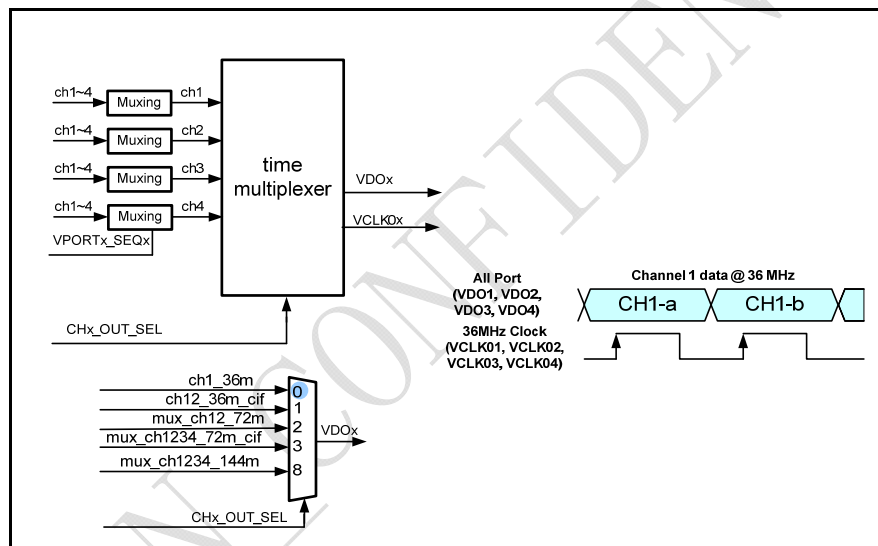 ch1~4 Muxing ch1
ch1~4 Muxing ch2
ch1~4 Muxing ch3
ch1~4 Muxing ch4
VPORTx_SEQx
time
multiplexer
VDOx
VCLK0x
CHx_OUT_SEL
All Port
(VDO1, VDO2,
VDO3, VDO4)
36MHz Clock
(VCLK01, VCLK02,
VCLK03, VCLK04)
Channel 1 data @ 36 MHz
CH1-a CH1-b
ch1_36m 0
ch12_36m_cif 1
mux_ch12_72m 2
mux_ch1234_72m_cif 3
mux_ch1234_144m 8
VDOx
CHx_OUT_SEL